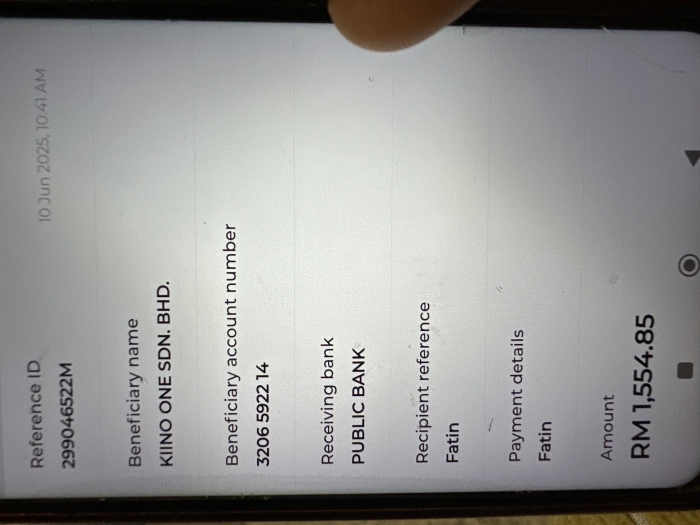 Reference ID
10 Jun 2025, 10:41 AM
299046522M
Beneficiary name
KIINO ONE SDN. BHD.
Beneficiary account number
3206 5922 14
Receiving bank
PUBLIC BANK
Recipient reference
Fatin
Payment details
Fatin
Amount
RM 1,554.85